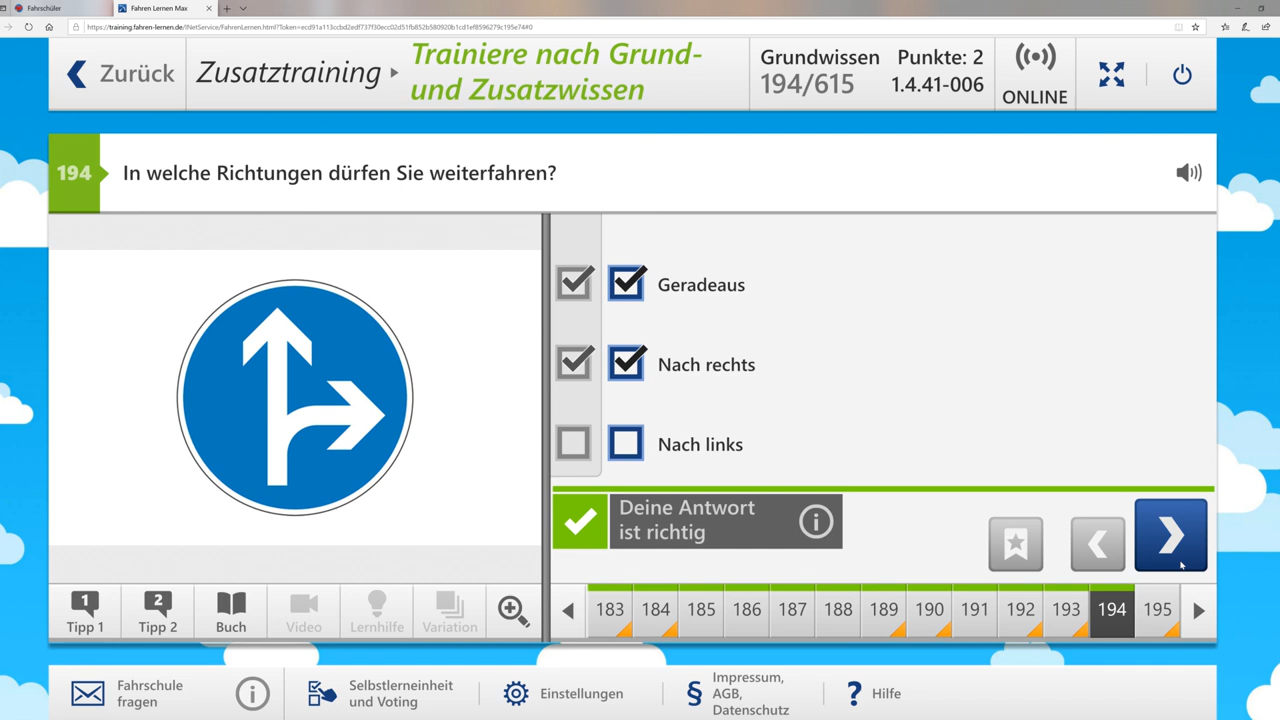 Fahrschüler
Fahren Lernen Max
https://training.fahren-lernen.de/INetService/FahrenLernen.html?Token=ecd91a113ccbd2edf737f30ecc02d51fb852b580920b1cd1ef8596279c195e74#0
Zurück
Zusatztraining
Trainiere nach Grund-
und Zusatzwissen
Grundwissen
194/615
Punkte: 2
1.4.41-006
ONLINE
194
In welche Richtungen dürfen Sie weiterfahren?
Geradeaus
Nach rechts
Nach links
Deine Antwort
ist richtig
1
Tipp 1
2
Tipp 2
Buch
Video
Lernhilfe
Variation
183 184 185 186 187 188 189 190 191 192 193 194 195
Fahrschule
fragen
Selbstlerneinheit
und Voting
Einstellungen
§
Impressum,
AGB,
Datenschutz
?
Hilfe